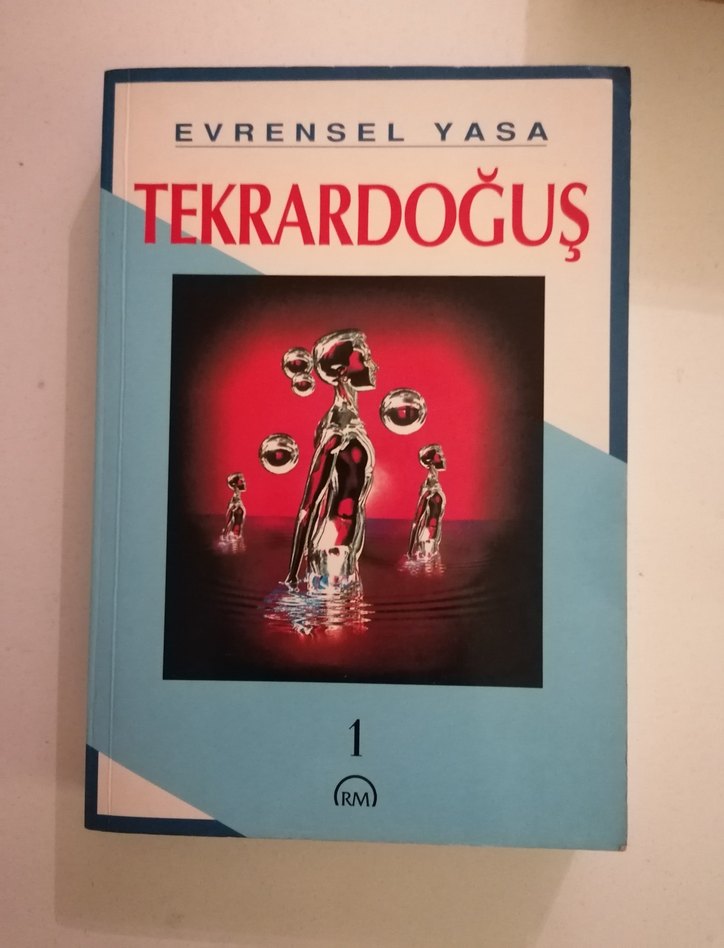 EVRENSEL YASA
TEKRARDOĞUŞ
1
RM